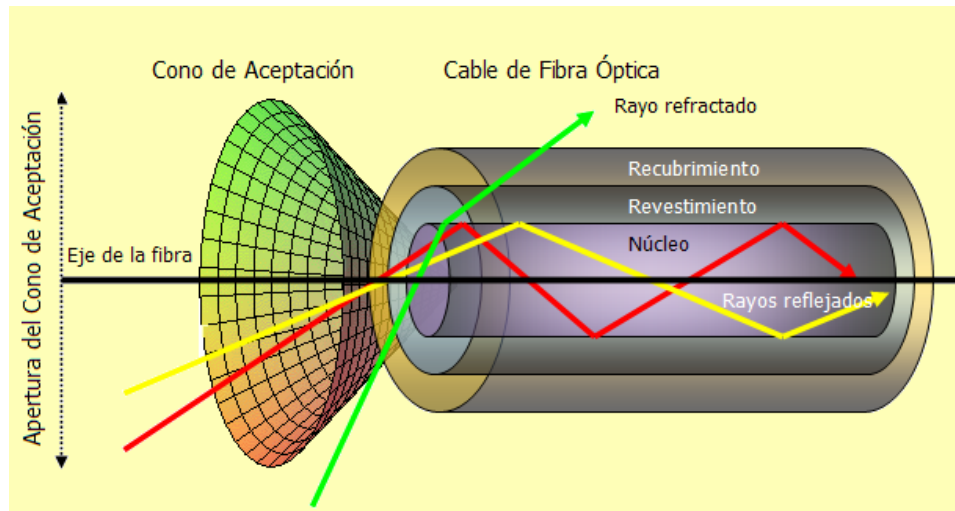 Cono de Aceptación
Cable de Fibra Óptica
Rayo refractado
Apertura del Cono de Aceptación
Recubrimiento
Revestimiento
Núcleo
Eje de la fibra
Rayos reflejados